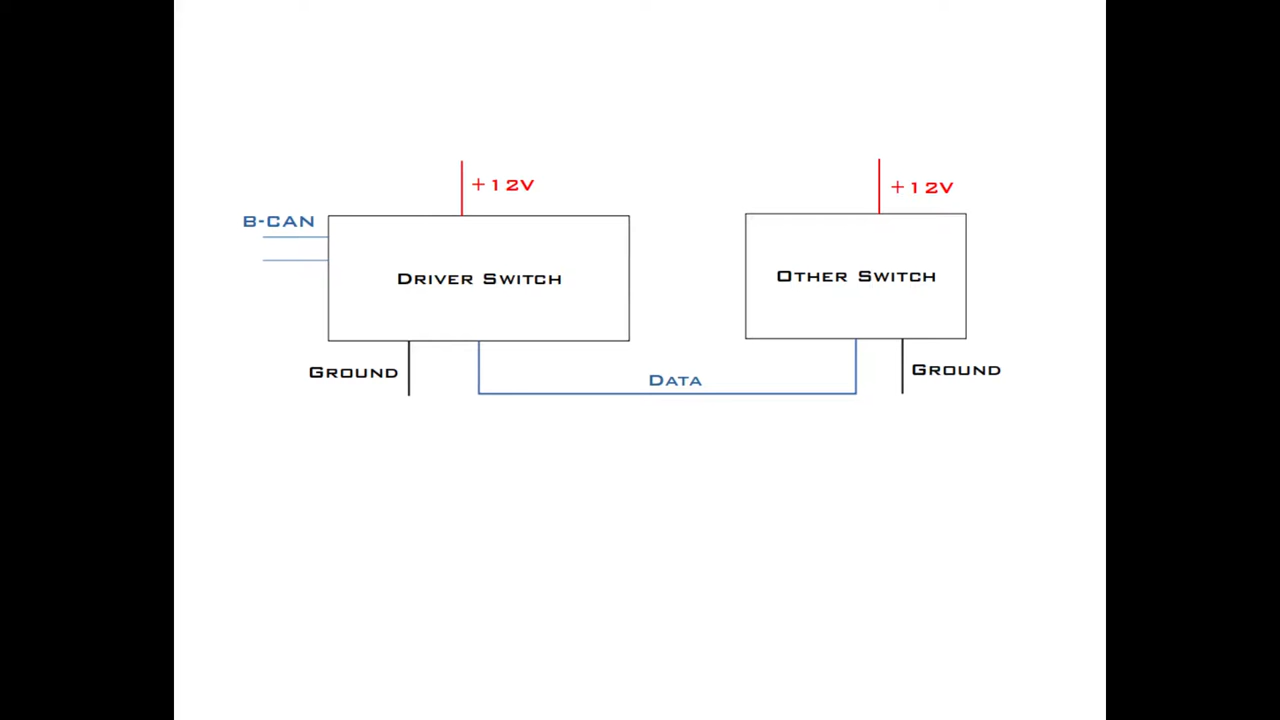 +12V
+12V
B-CAN
Driver Switch
Other Switch
Ground
Data
Ground